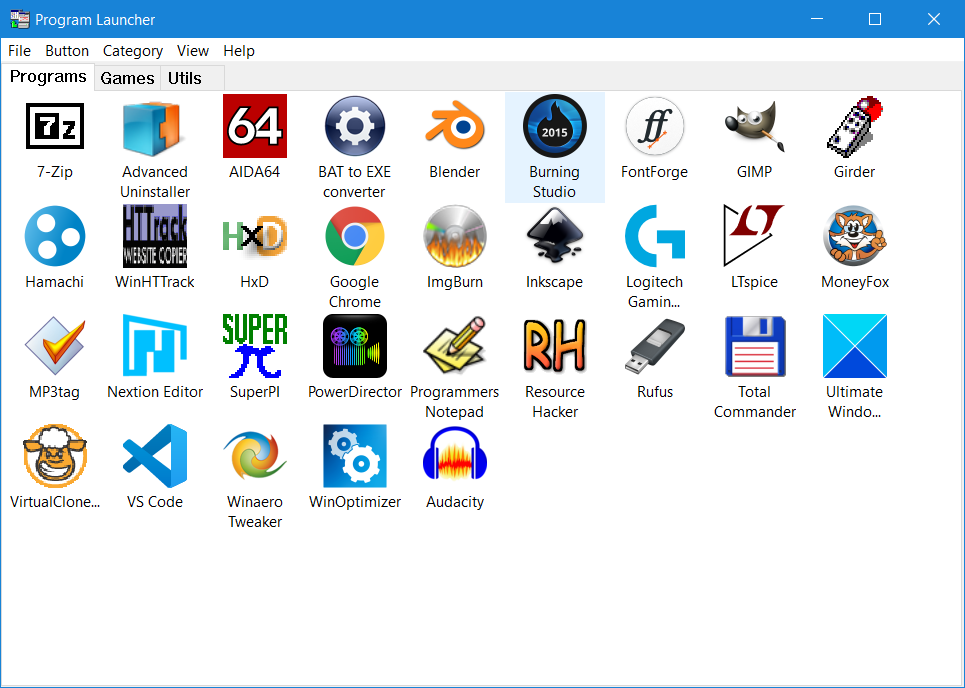 Program Launcher
File Button Category View Help
Programs Games Utils
7z
64
2015
ff
7-Zip Advanced Uninstaller AIDA64 BAT to EXE converter Blender Burning Studio FontForge GIMP Girder
HTTrack
WEBSITE COPIER
HxD
LT
Hamachi WinHTTrack HxD Google Chrome ImgBurn Inkscape Logitech Gamin... LTspice MoneyFox
SUPER
π
RH
MP3tag Nextion Editor SuperPI PowerDirector Programmers Notepad Resource Hacker Rufus Total Commander Ultimate Windo...
VirtualClone... VS Code Winaero Tweaker WinOptimizer Audacity